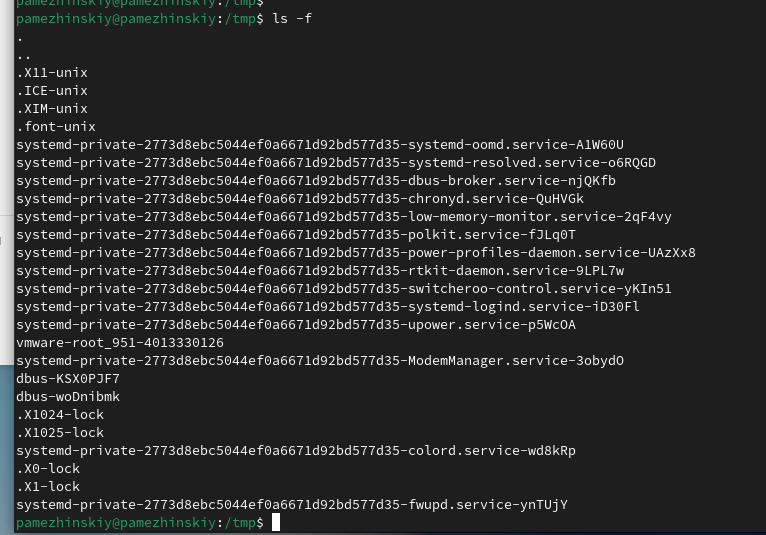 pamezhinskiy@pamezhinskiy:/tmp$
pamezhinskiy@pamezhinskiy:/tmp$ ls -f
.
..
.X11-unix
.ICE-unix
.XIM-unix
.font-unix
systemd-private-2773d8ebc5044ef0a6671d92bd577d35-systemd-oomd.service-A1W60U
systemd-private-2773d8ebc5044ef0a6671d92bd577d35-systemd-resolved.service-o6RQGD
systemd-private-2773d8ebc5044ef0a6671d92bd577d35-dbus-broker.service-njQKfb
systemd-private-2773d8ebc5044ef0a6671d92bd577d35-chronyd.service-QuHVGk
systemd-private-2773d8ebc5044ef0a6671d92bd577d35-low-memory-monitor.service-2qF4vy
systemd-private-2773d8ebc5044ef0a6671d92bd577d35-polkit.service-fJLq0T
systemd-private-2773d8ebc5044ef0a6671d92bd577d35-power-profiles-daemon.service-UAzXx8
systemd-private-2773d8ebc5044ef0a6671d92bd577d35-rtkit-daemon.service-9LPL7w
systemd-private-2773d8ebc5044ef0a6671d92bd577d35-switcheroo-control.service-yKIn51
systemd-private-2773d8ebc5044ef0a6671d92bd577d35-systemd-logind.service-iD30Fl
systemd-private-2773d8ebc5044ef0a6671d92bd577d35-upower.service-p5WcOA
vmware-root_951-4013330126
systemd-private-2773d8ebc5044ef0a6671d92bd577d35-ModemManager.service-3obydO
dbus-KSX0PJF7
dbus-woDnibmk
.X1024-lock
.X1025-lock
systemd-private-2773d8ebc5044ef0a6671d92bd577d35-colord.service-wd8kRp
.X0-lock
.X1-lock
systemd-private-2773d8ebc5044ef0a6671d92bd577d35-fwupd.service-ynTUjY
pamezhinskiy@pamezhinskiy:/tmp$